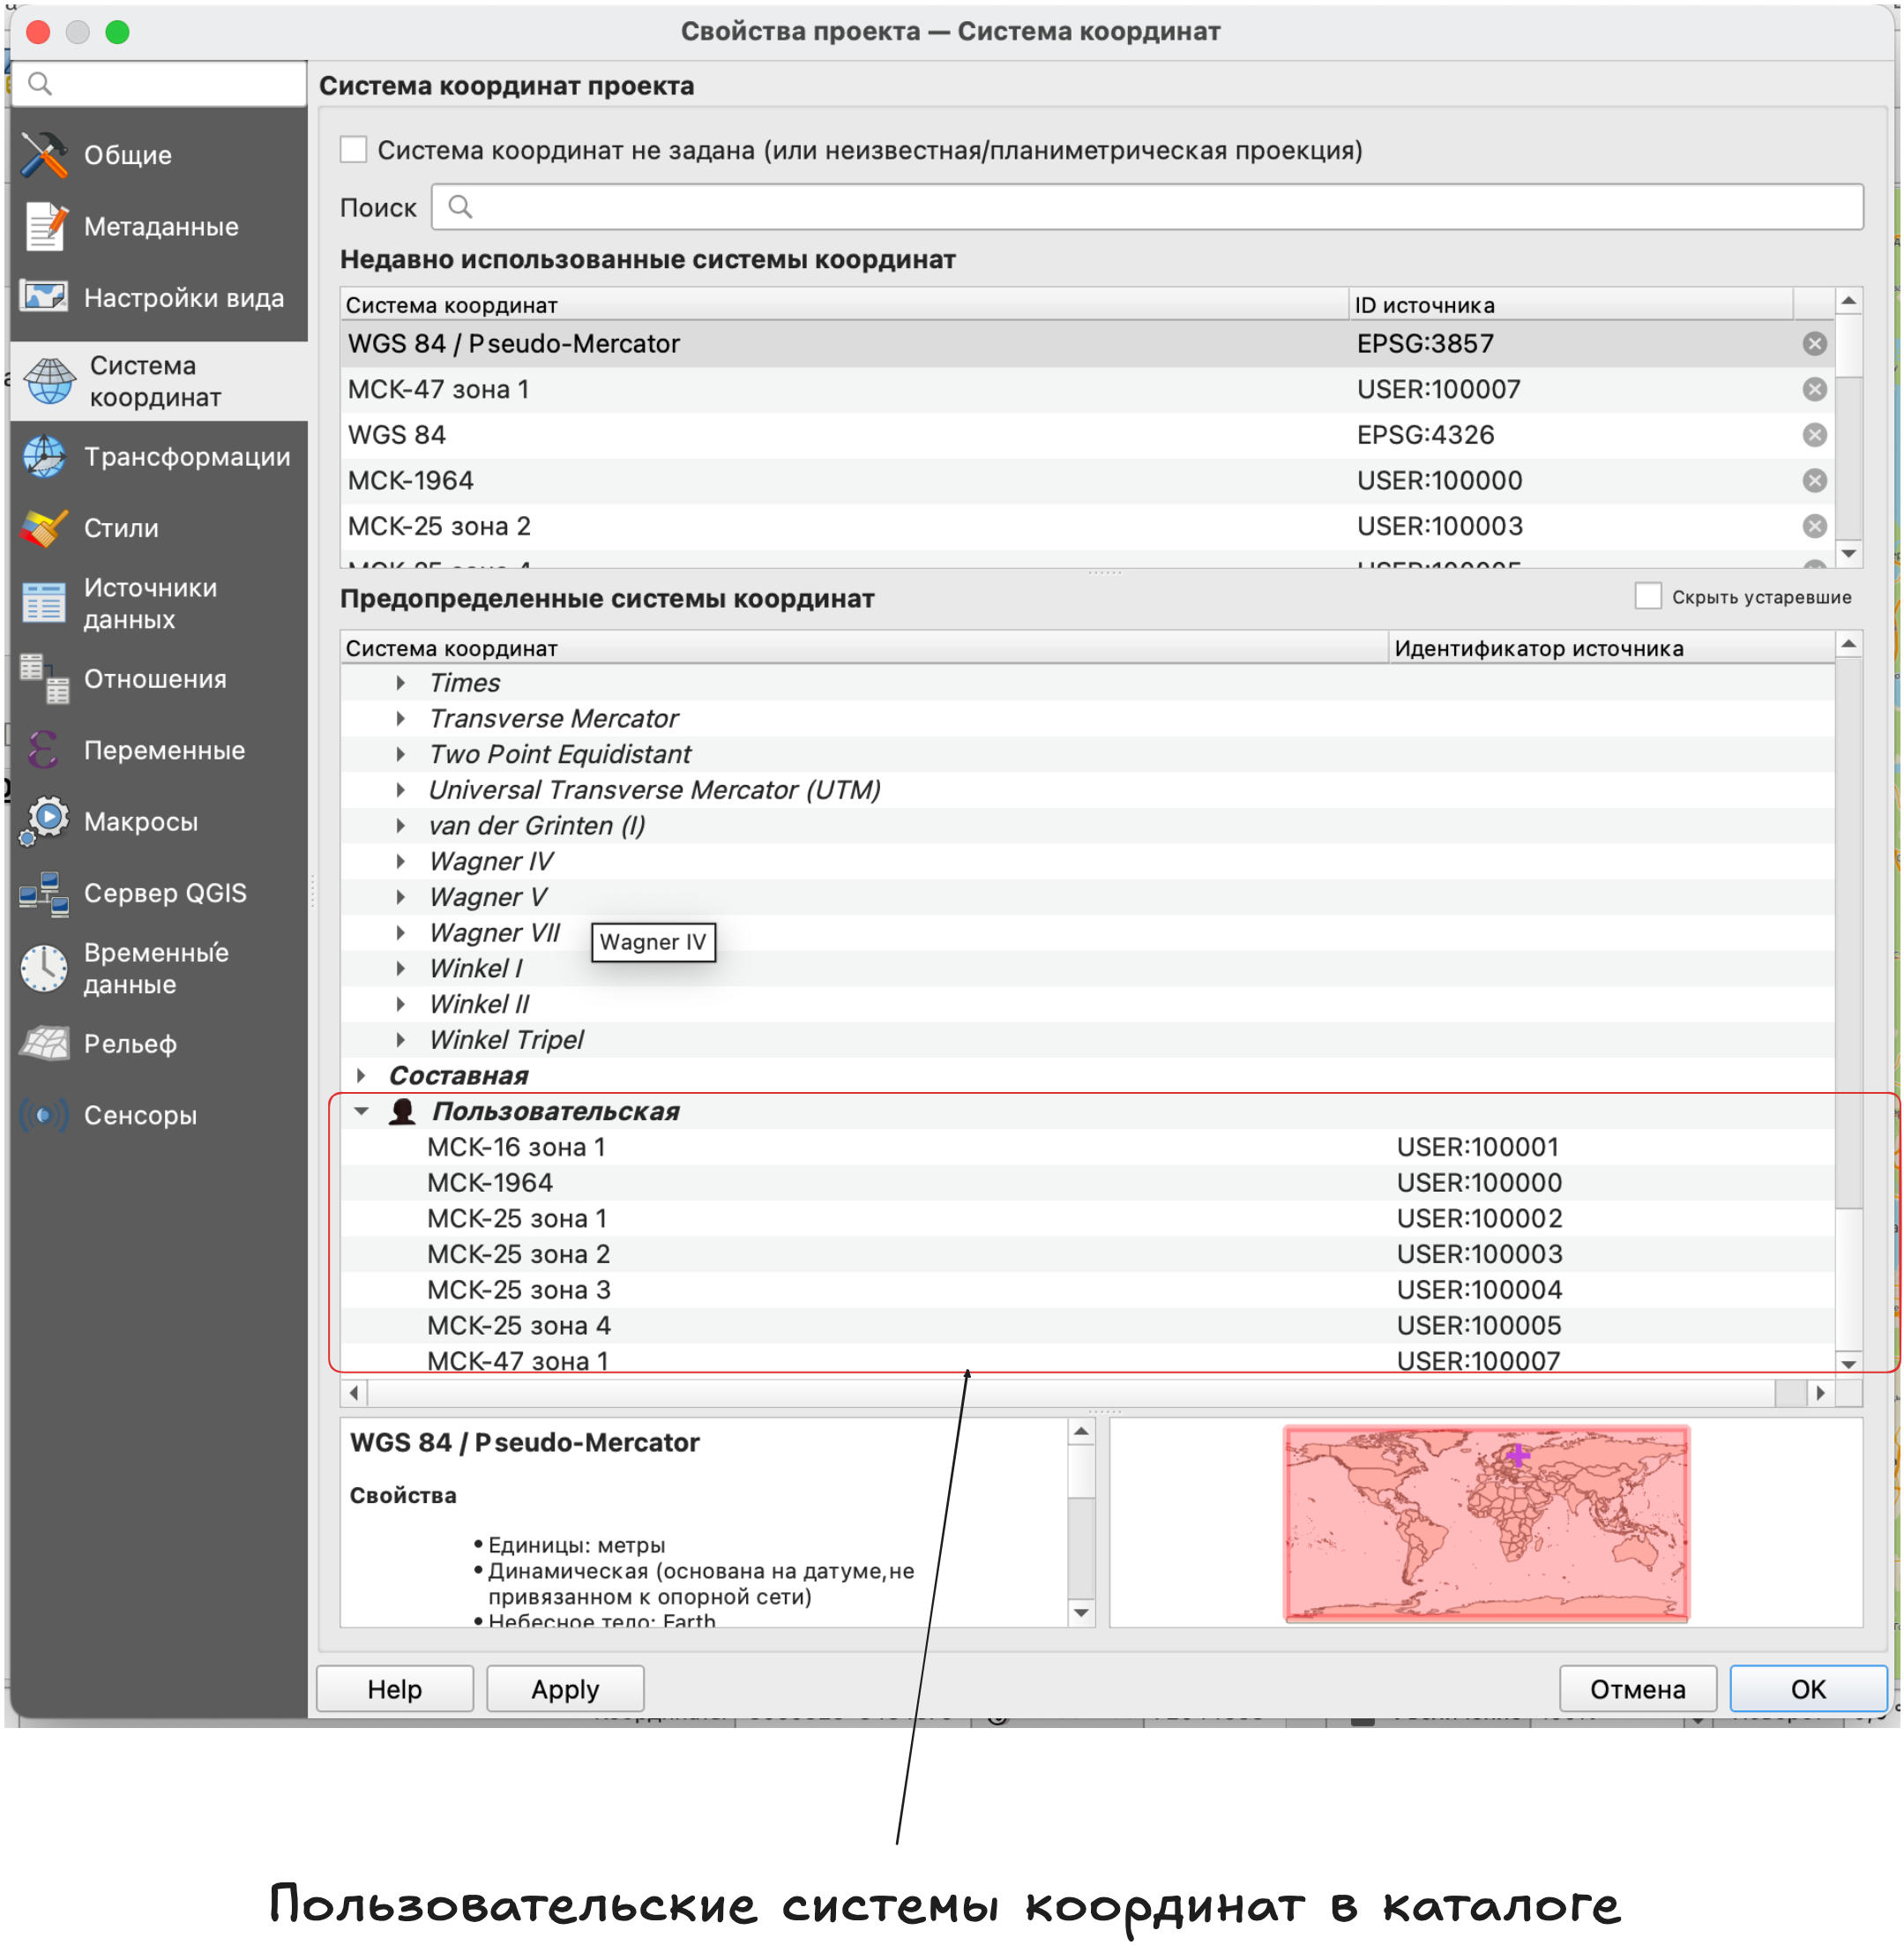 Свойства проекта — Система координат
Общие
Метаданные
Настройки вида
Система
координат
Трансформации
Стили
Источники
данных
Отношения
Переменные
Макросы
Сервер QGIS
Временны́е
данные
Рельеф
Сенсоры
Система координат проекта
Система координат не задана (или неизвестная/планиметрическая проекция)
Поиск
Недавно использованные системы координат
Система координат ID источника
WGS 84 / Pseudo-Mercator EPSG:3857
МСК-47 зона 1 USER:100007
WGS 84 EPSG:4326
МСК-1964 USER:100000
МСК-25 зона 2 USER:100003
МСК-25 зона 4 USER:100005
Предопределенные системы координат Скрыть устаревшие
Система координат Идентификатор источника
Times
Transverse Mercator
Two Point Equidistant
Universal Transverse Mercator (UTM)
van der Grinten (I)
Wagner IV
Wagner V
Wagner VII
Wagner IV
Winkel I
Winkel II
Winkel Tripel
Составная
Пользовательская
МСК-16 зона 1 USER:100001
МСК-1964 USER:100000
МСК-25 зона 1 USER:100002
МСК-25 зона 2 USER:100003
МСК-25 зона 3 USER:100004
МСК-25 зона 4 USER:100005
МСК-47 зона 1 USER:100007
WGS 84 / Pseudo-Mercator
Свойства
• Единицы: метры
• Динамическая (основана на датуме,не
привязанном к опорной сети)
• Небесное тело: Earth
Help Apply Отмена OK
Пользовательские системы координат в каталоге